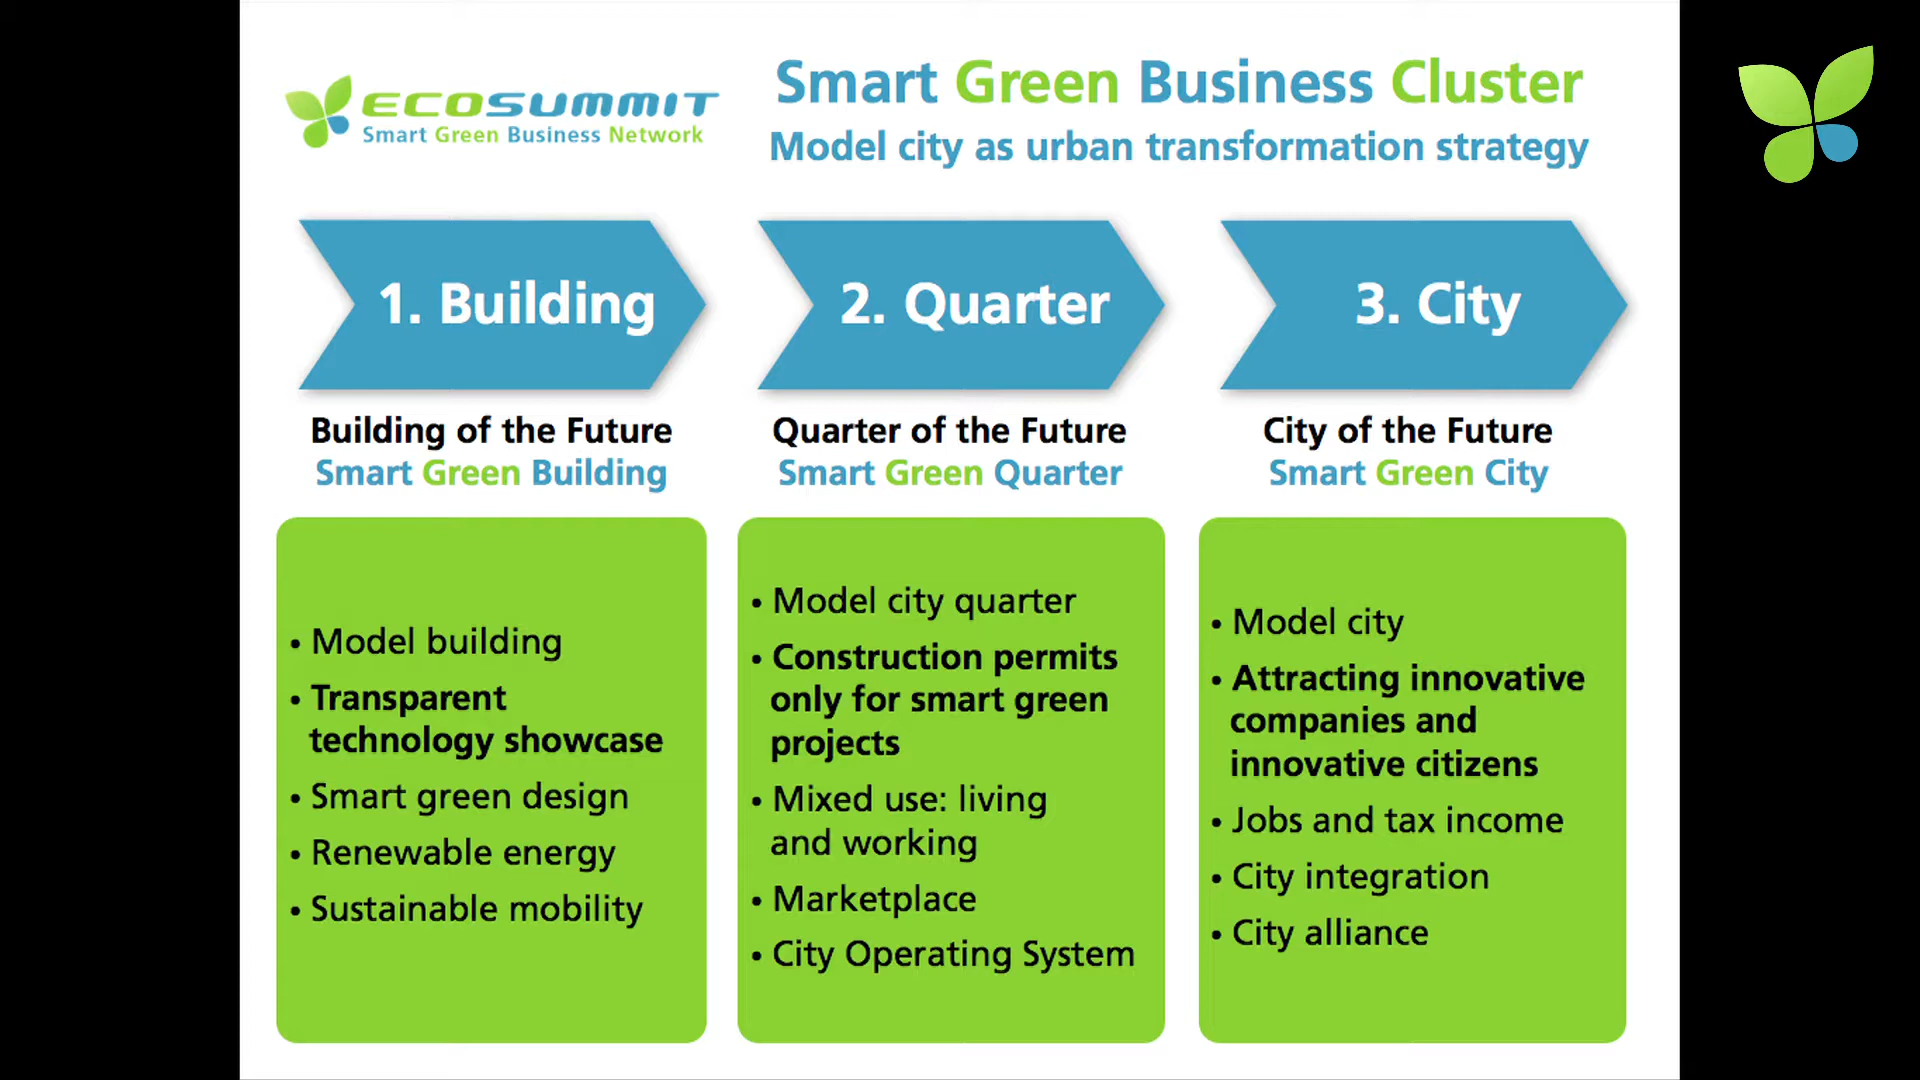 ECOSUMMIT
Smart Green Business Network
Smart Green Business Cluster
Model city as urban transformation strategy
1. Building
2. Quarter
3. City
Building of the Future
Smart Green Building
Quarter of the Future
Smart Green Quarter
City of the Future
Smart Green City
• Model building
• Transparent
technology showcase
• Smart green design
• Renewable energy
• Sustainable mobility
• Model city quarter
• Construction permits
only for smart green
projects
• Mixed use: living
and working
• Marketplace
• City Operating System
• Model city
• Attracting innovative
companies and
innovative citizens
• Jobs and tax income
• City integration
• City alliance